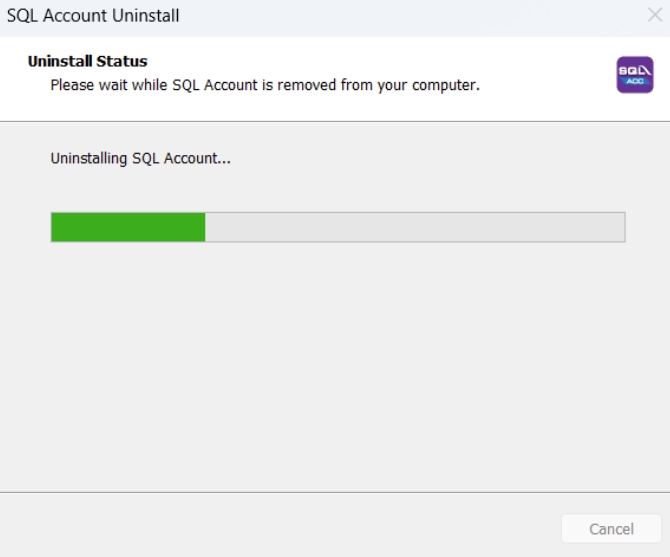 SQL Account Uninstall
Uninstall Status
Please wait while SQL Account is removed from your computer.
SQL
ACC
Uninstalling SQL Account...
Cancel